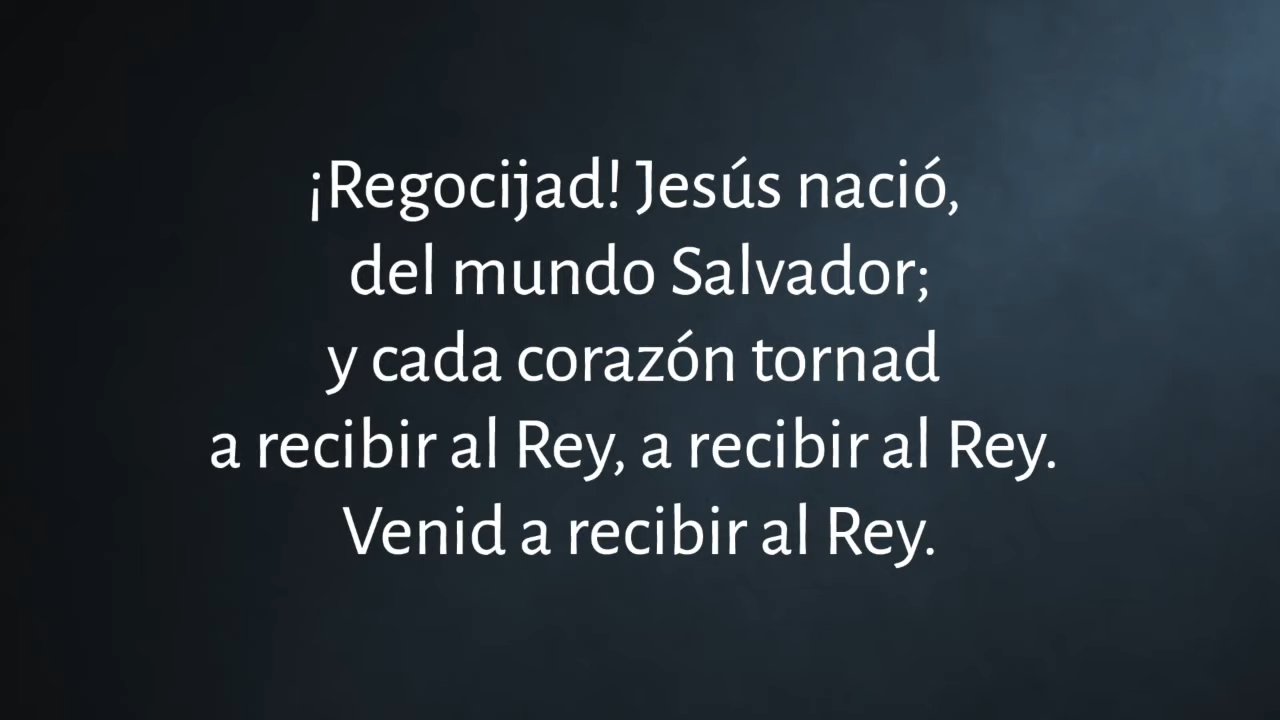 ¡Regocijad! Jesús nació,
del mundo Salvador;
y cada corazón tornad
a recibir al Rey, a recibir al Rey.
Venid a recibir al Rey.